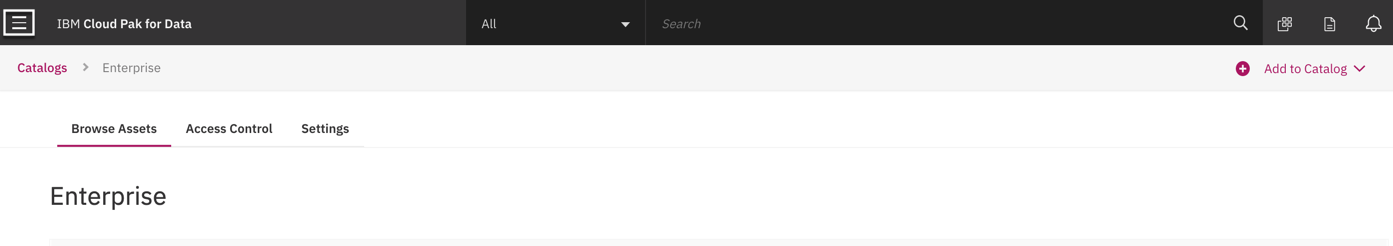 IBM Cloud Pak for Data All Search
Catalogs Enterprise Add to Catalog
Browse Assets Access Control Settings
Enterprise